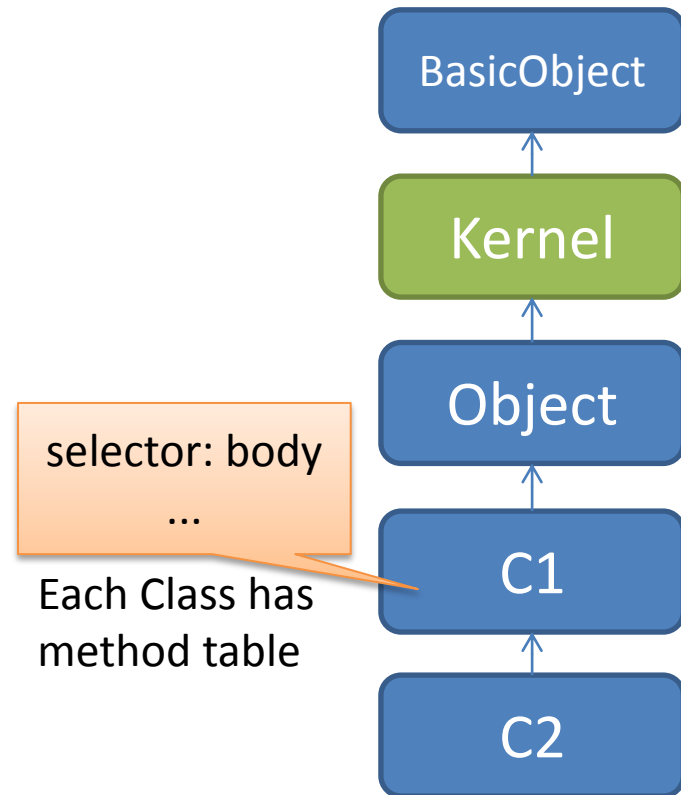 BasicObject
Kernel
Object
selector: body
...
C1
Each Class has
method table
C2